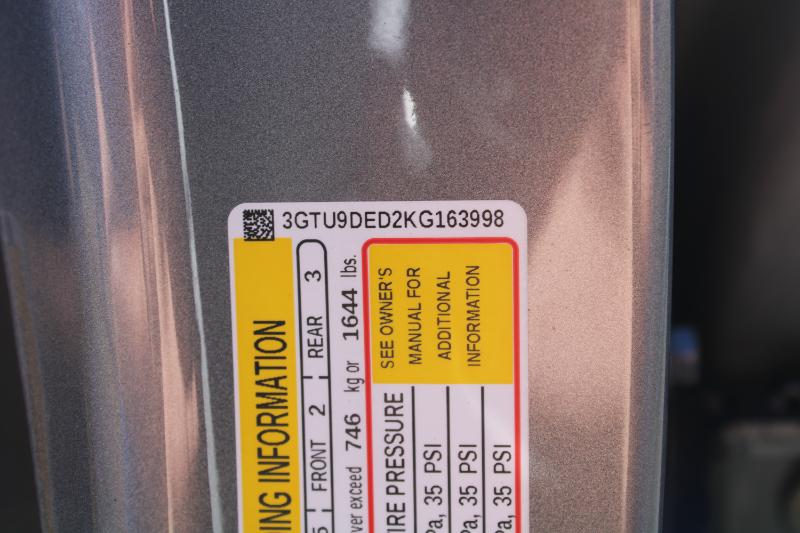 3GTU9DED2KG163998
ING INFORMATION
FRONT 2 REAR 3
ver exceed 746 kg or 1644 lbs.
IRE PRESSURE
SEE OWNER'S
MANUAL FOR
ADDITIONAL
INFORMATION
Pa, 35 PSI
Pa, 35 PSI
Pa, 35 PSI